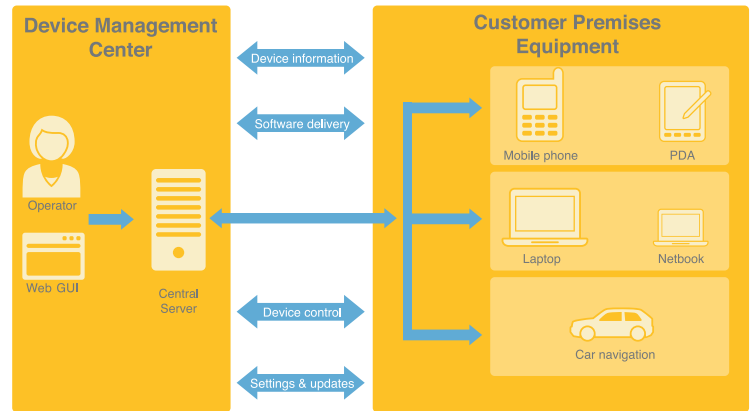 Device Management
Center
Operator
Web GUI
Central
Server
Device information
Software delivery
Device control
Settings & updates
Customer Premises
Equipment
Mobile phone
PDA
Laptop
Netbook
Car navigation